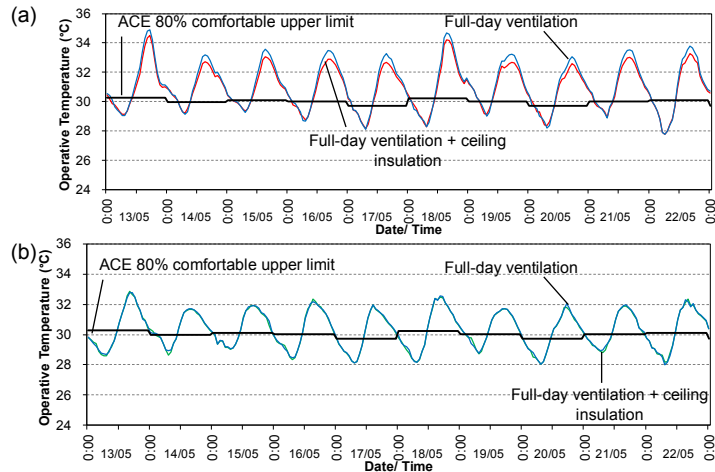 (a)
ACE 80% comfortable upper limit
Full-day ventilation
Operative Temperature (°C)
36
34
32
30
28
26
24
Full-day ventilation + ceiling
insulation
0:00 0:00 0:00 0:00 0:00 0:00 0:00 0:00 0:00 0:00 0:00
13/05 14/05 15/05 16/05 17/05 18/05 19/05 20/05 21/05 22/05
Date/ Time
(b)
ACE 80% comfortable upper limit
Full-day ventilation
Operative Temperature (°C)
36
34
32
30
28
26
24
Full-day ventilation + ceiling
insulation
0:00 0:00 0:00 0:00 0:00 0:00 0:00 0:00 0:00 0:00 0:00
13/05 14/05 15/05 16/05 17/05 18/05 19/05 20/05 21/05 22/05
Date/ Time